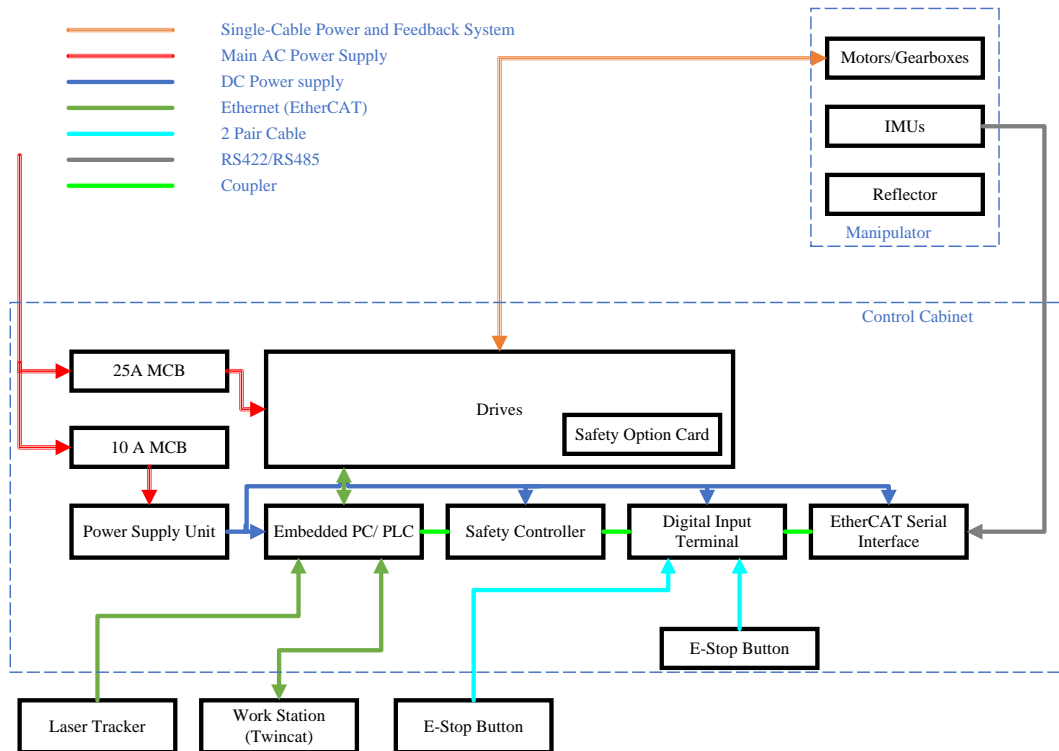 Single-Cable Power and Feedback System
Main AC Power Supply
DC Power supply
Ethernet (EtherCAT)
2 Pair Cable
RS422/RS485
Coupler
Motors/Gearboxes
IMUs
Reflector
Manipulator
Control Cabinet
25A MCB
Drives
Safety Option Card
10 A MCB
Power Supply Unit
Embedded PC/ PLC
Safety Controller
Digital Input
Terminal
EtherCAT Serial
Interface
E-Stop Button
Laser Tracker
Work Station
(Twincat)
E-Stop Button